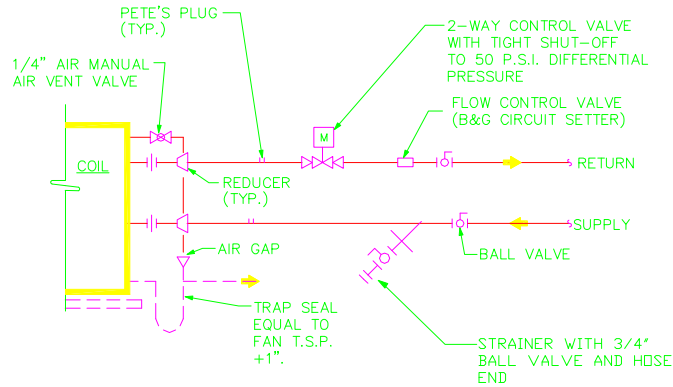 PETE'S PLUG
(TYP.)
2-WAY CONTROL VALVE
WITH TIGHT SHUT-OFF
TO 50 P.S.I. DIFFERENTIAL
PRESSURE
1/4" AIR MANUAL
AIR VENT VALVE
FLOW CONTROL VALVE
(B&G CIRCUIT SETTER)
M
COIL
RETURN
REDUCER
(TYP.)
SUPPLY
AIR GAP
BALL VALVE
TRAP SEAL
EQUAL TO
FAN T.S.P.
+1".
STRAINER WITH 3/4"
BALL VALVE AND HOSE
END